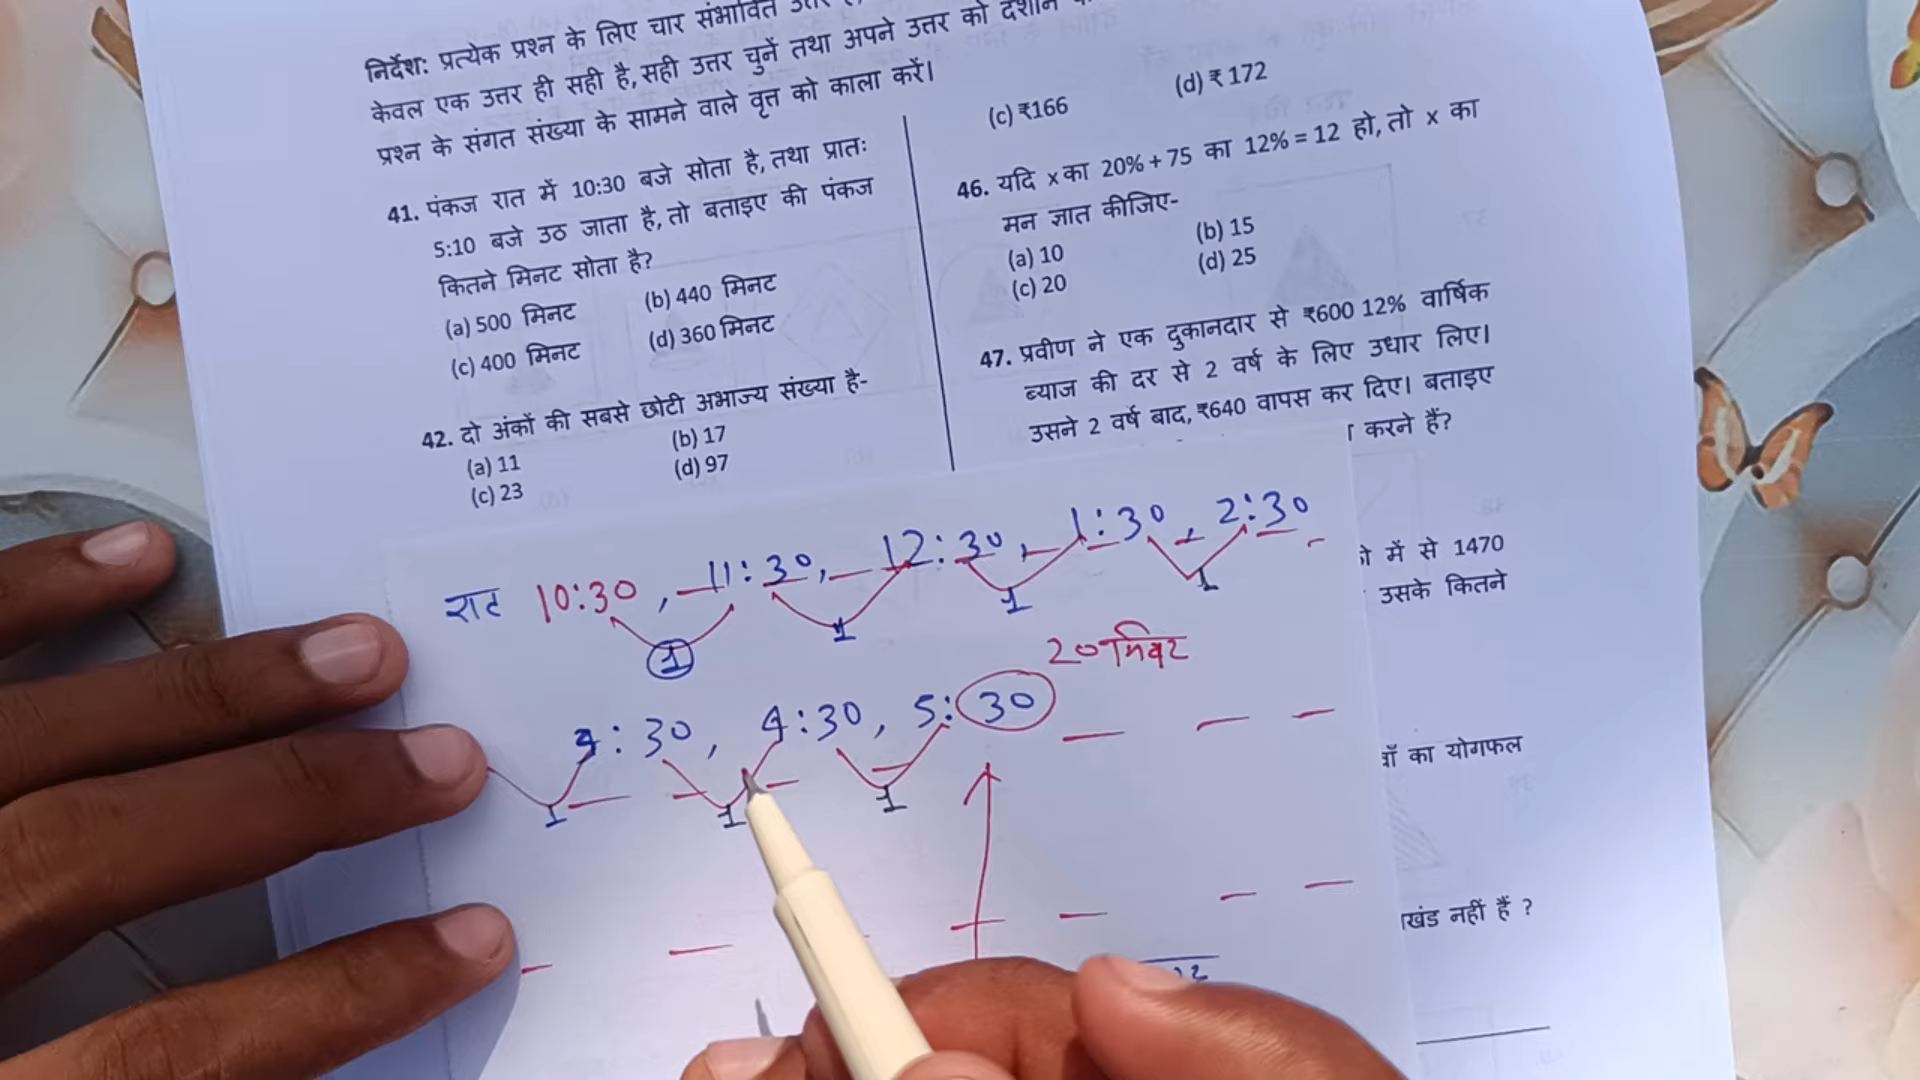 निर्देश: प्रत्येक प्रश्न के लिए चार संभावित उत्तर
केवल एक उत्तर ही सही है, सही उत्तर चुनें तथा अपने उत्तर को दर्शाने
प्रश्न के संगत संख्या के सामने वाले वृत्त को काला करें।
41. पंकज रात में 10:30 बजे सोता है, तथा प्रातः
5:10 बजे उठ जाता है, तो बताइए की पंकज
कितने मिनट सोता है?
(a) 500 मिनट (b) 440 मिनट
(c) 400 मिनट (d) 360 मिनट
42. दो अंकों की सबसे छोटी अभाज्य संख्या है-
(a) 11 (b) 17
(c) 23 (d) 97
(c) ₹166 (d) ₹ 172
46. यदि x का 20% + 75 का 12% = 12 हो, तो x का
मन ज्ञात कीजिए-
(a) 10 (b) 15
(c) 20 (d) 25
47. प्रवीण ने एक दुकानदार से ₹600 12% वार्षिक
ब्याज की दर से 2 वर्ष के लिए उधार लिए।
उसने 2 वर्ष बाद, ₹640 वापस कर दिए। बताइए
करने हैं?
में से 1470
उसके कितने
का योगफल
खंड नहीं हैं ?
रात 10:30, 11:30, 12:30, 1:30, 2:30
1 1 1 1
20 मिनट
3:30, 4:30, 5:30
1 1 1